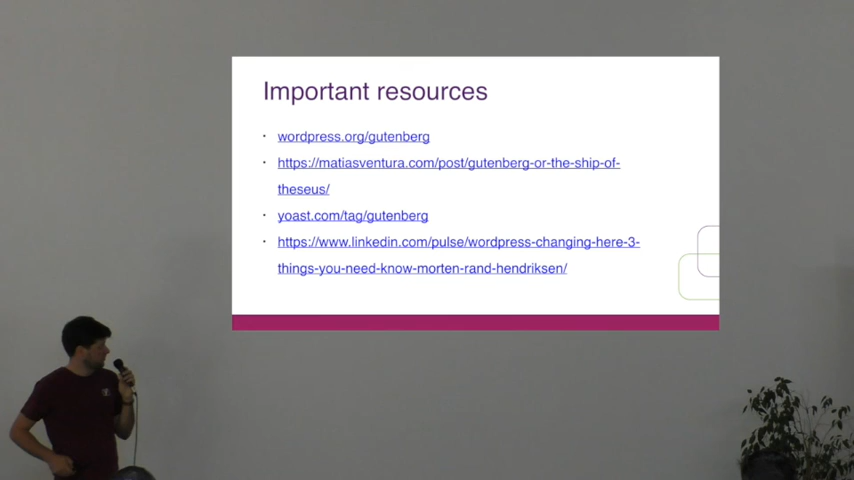 Important resources
· wordpress.org/gutenberg
· https://matiasventura.com/post/gutenberg-or-the-ship-of-
theseus/
· yoast.com/tag/gutenberg
· https://www.linkedin.com/pulse/wordpress-changing-here-3-
things-you-need-know-morten-rand-hendriksen/